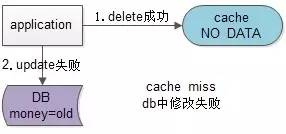 application
1.delete成功
cache
NO DATA
2.update失败
DB
money=old
cache miss
db中修改失败